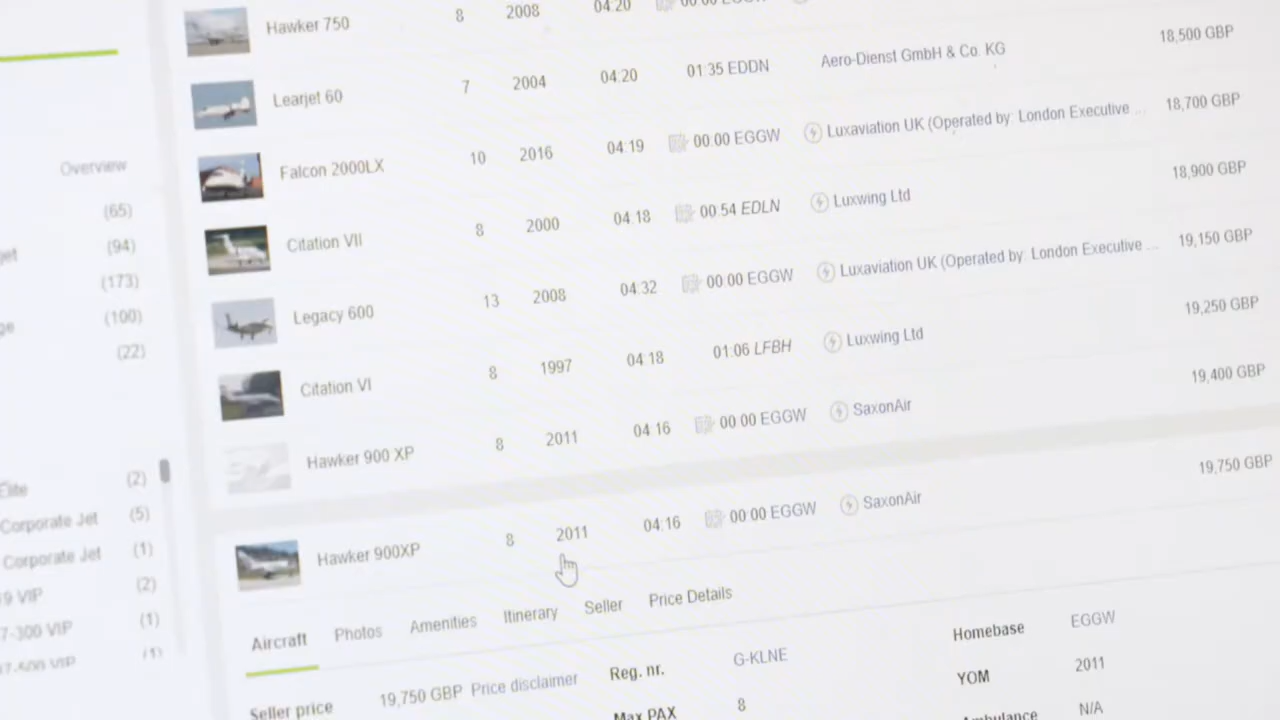 Hawker 750 8 2008 04:20
Learjet 60 7 2004 04:20 01:35 EDDN Aero-Dienst GmbH & Co. KG 18,500 GBP
Falcon 2000LX 10 2016 04:19 00:00 EGGW Luxaviation UK (Operated by: London Executive ... 18,700 GBP
Citation VII 8 2000 04:18 00:54 EDLN Luxwing Ltd 18,900 GBP
Legacy 600 13 2008 04:32 00:00 EGGW Luxaviation UK (Operated by: London Executive ... 19,150 GBP
Citation VI 8 1997 04:18 01:06 LFBH Luxwing Ltd 19,250 GBP
Hawker 900 XP 8 2011 04:16 00:00 EGGW SaxonAir 19,400 GBP
Hawker 900XP 8 2011 04:16 00:00 EGGW SaxonAir 19,750 GBP
Aircraft Photos Amenities Itinerary Seller Price Details
Seller price 19,750 GBP Price disclaimer Reg. nr. G-KLNE Homebase EGGW
Max PAX 8 YOM 2011
Ambulance N/A
Overview
(65)
jet (94)
(173)
(100)
(22)
Elite (2)
Corporate Jet (5)
Corporate Jet (1)
9 VIP (2)
7-300 VIP (1)
VIP (1)